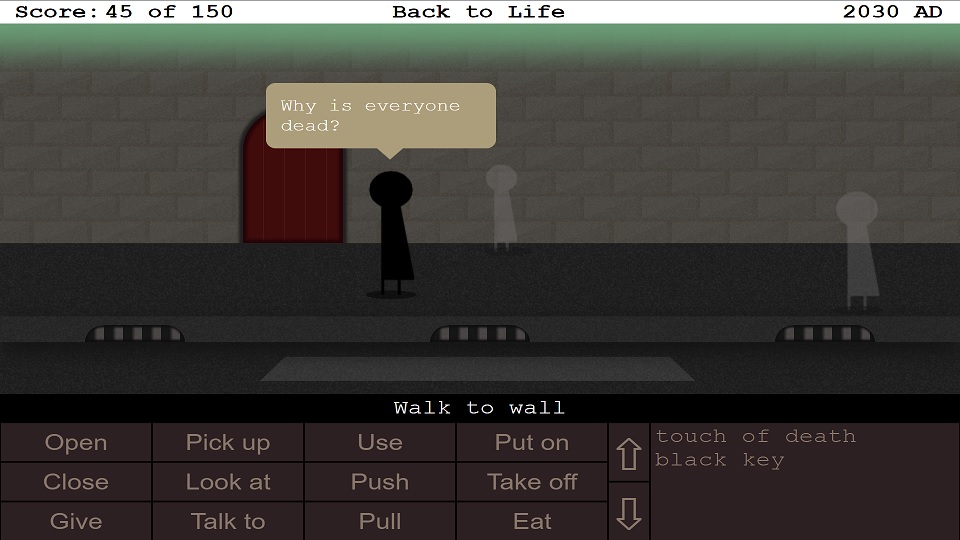 Score: 45 of 150 Back to Life 2030 AD
Why is everyone
dead?
Walk to wall
Open Pick up Use Put on
Close Look at Push Take off
Give Talk to Pull Eat
touch of death
black key